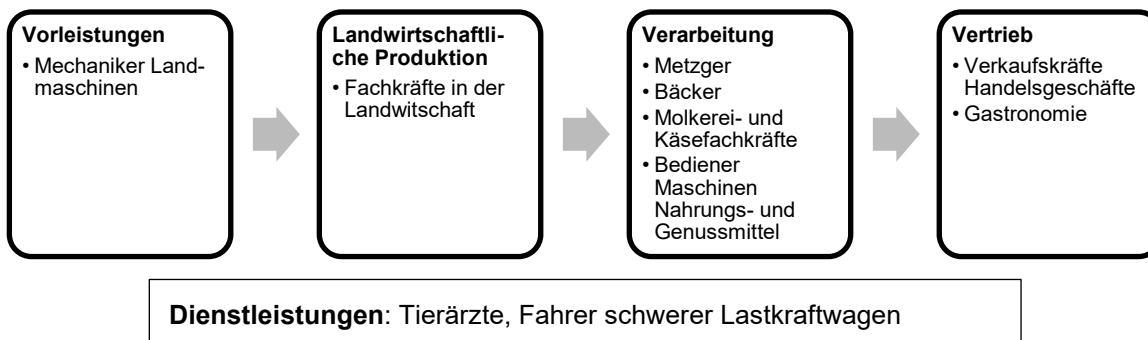 Vorleistungen
• Mechaniker Land-
maschinen
Landwirtschaftli-
che Produktion
• Fachkräfte in der
Landwitschaft
Verarbeitung
• Metzger
• Bäcker
• Molkerei- und
Käsefachkräfte
• Bediener
Maschinen
Nahrungs- und
Genussmittel
Vertrieb
• Verkaufskräfte
Handelsgeschäfte
• Gastronomie
Dienstleistungen: Tierärzte, Fahrer schwerer Lastkraftwagen